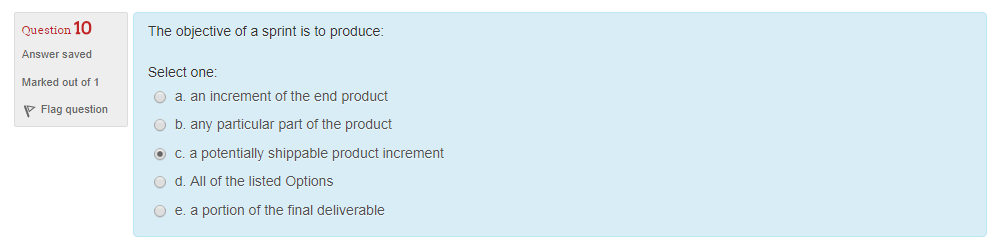 Question 10
Answer saved
Marked out of 1
Flag question
The objective of a sprint is to produce:
Select one:
a. an increment of the end product
b. any particular part of the product
c. a potentially shippable product increment
d. All of the listed Options
e. a portion of the final deliverable